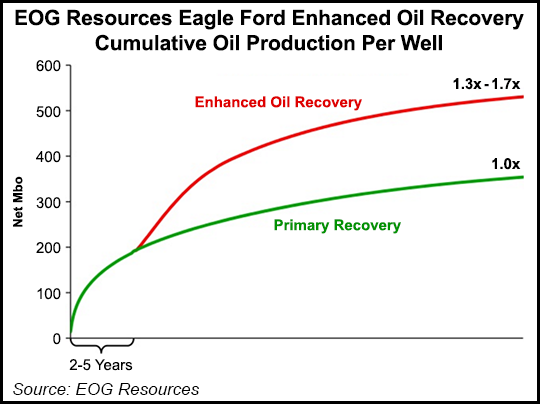 EOG Resources Eagle Ford Enhanced Oil Recovery
Cumulative Oil Production Per Well
600
500
400
300
200
100
0
Net Mbo
1.3x - 1.7x
Enhanced Oil Recovery
1.0x
Primary Recovery
2-5 Years
Source: EOG Resources